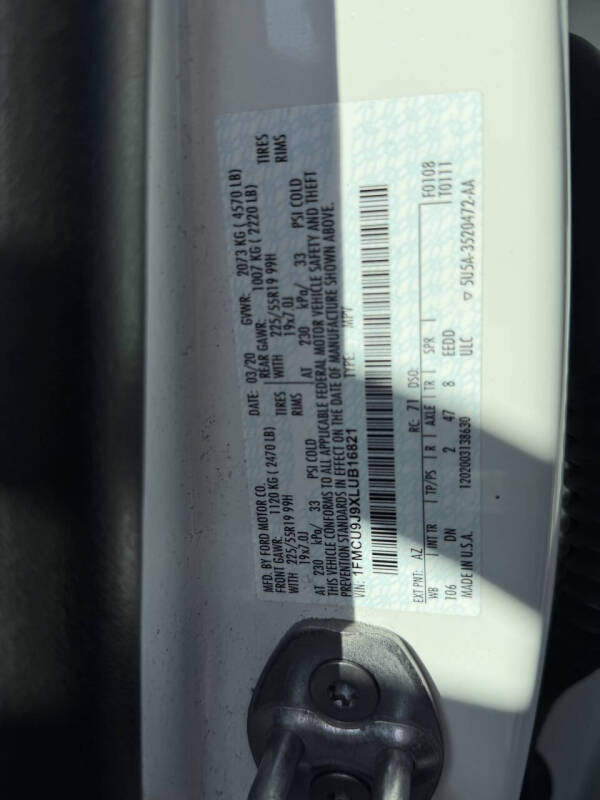 MFD. BY FORD MOTOR CO. DATE: 03/20 GVWR: 2073 KG ( 4570 LB)
FRONT GAWR: 1120 KG ( 2470 LB) REAR GAWR: 1007 KG ( 2220 LB)
WITH 225/55R19 99H TIRES WITH 225/55R19 99H TIRES
19x7.0J RIMS 19x7.0J RIMS
AT 230 kPa/ 33 PSI COLD AT 230 kPa/ 33 PSI COLD
THIS VEHICLE CONFORMS TO ALL APPLICABLE FEDERAL MOTOR VEHICLE SAFETY AND THEFT
PREVENTION STANDARDS IN EFFECT ON THE DATE OF MANUFACTURE SHOWN ABOVE.
VIN: 1FMCU9J9XLUB16821 TYPE: MPV
EXT PNT: AZ RC: 71 DSO: F0108
WB INT TR TP/PS R AXLE TR SPR T0111
106 DN 2 47 8 EEDD
MADE IN U.S.A. 1202003138630 ULC 5U5A-3520472-AA